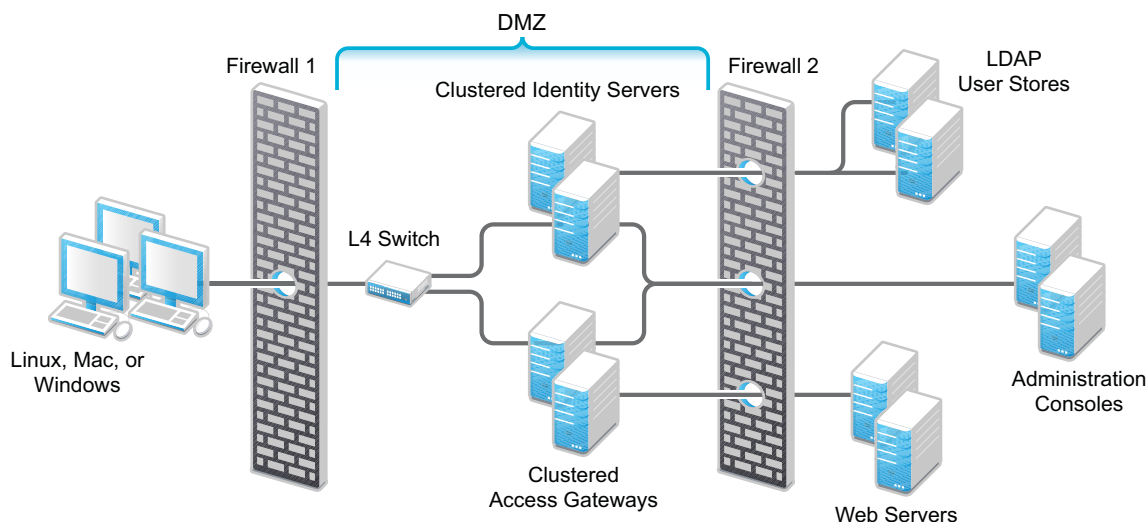 DMZ
Firewall 1
Clustered Identity Servers
Firewall 2
LDAP
User Stores
L4 Switch
Linux, Mac, or
Windows
Clustered
Access Gateways
Administration
Consoles
Web Servers